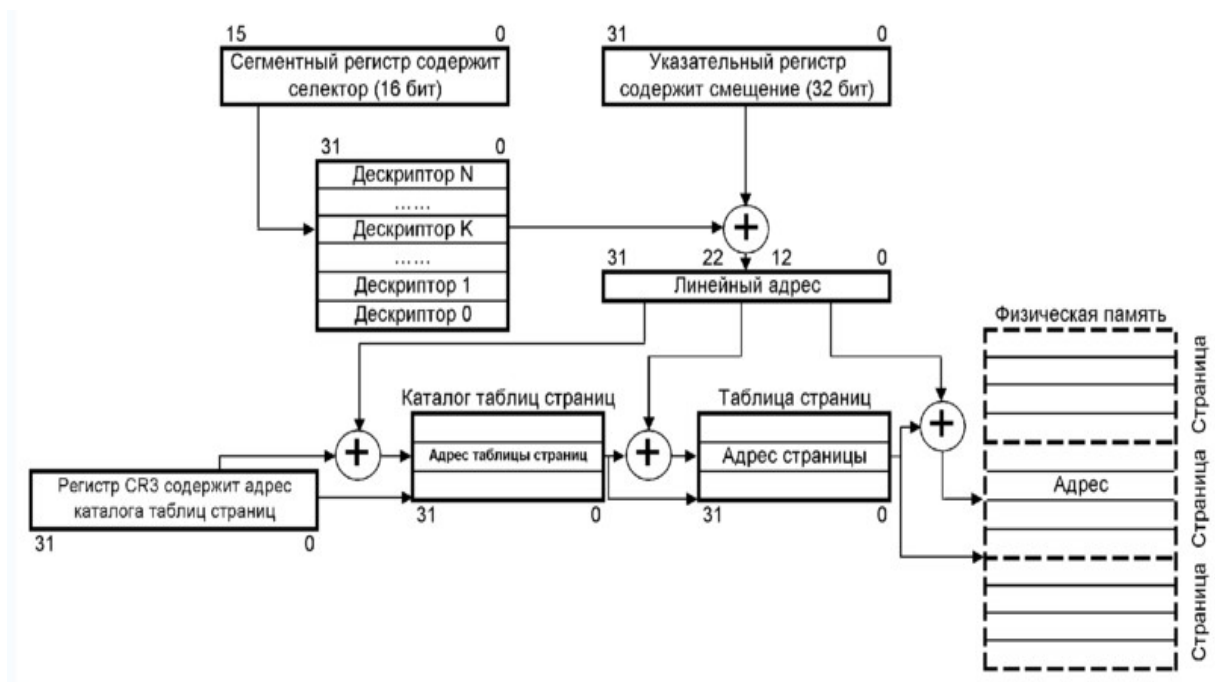 15 0
Сегментный регистр содержит
селектор (16 бит)
31 0
Указательный регистр
содержит смещение (32 бит)
31 0
Дескриптор N
......
Дескриптор K
......
Дескриптор 1
Дескриптор 0
+
31 22 12 0
Линейный адрес
Физическая память
Страница
Страница
Страница
Адрес
+
Каталог таблиц страниц
Адрес таблицы страниц
31 0
+
Таблица страниц
Адрес страницы
31 0
+
Регистр CR3 содержит адрес
каталога таблиц страниц
31 0